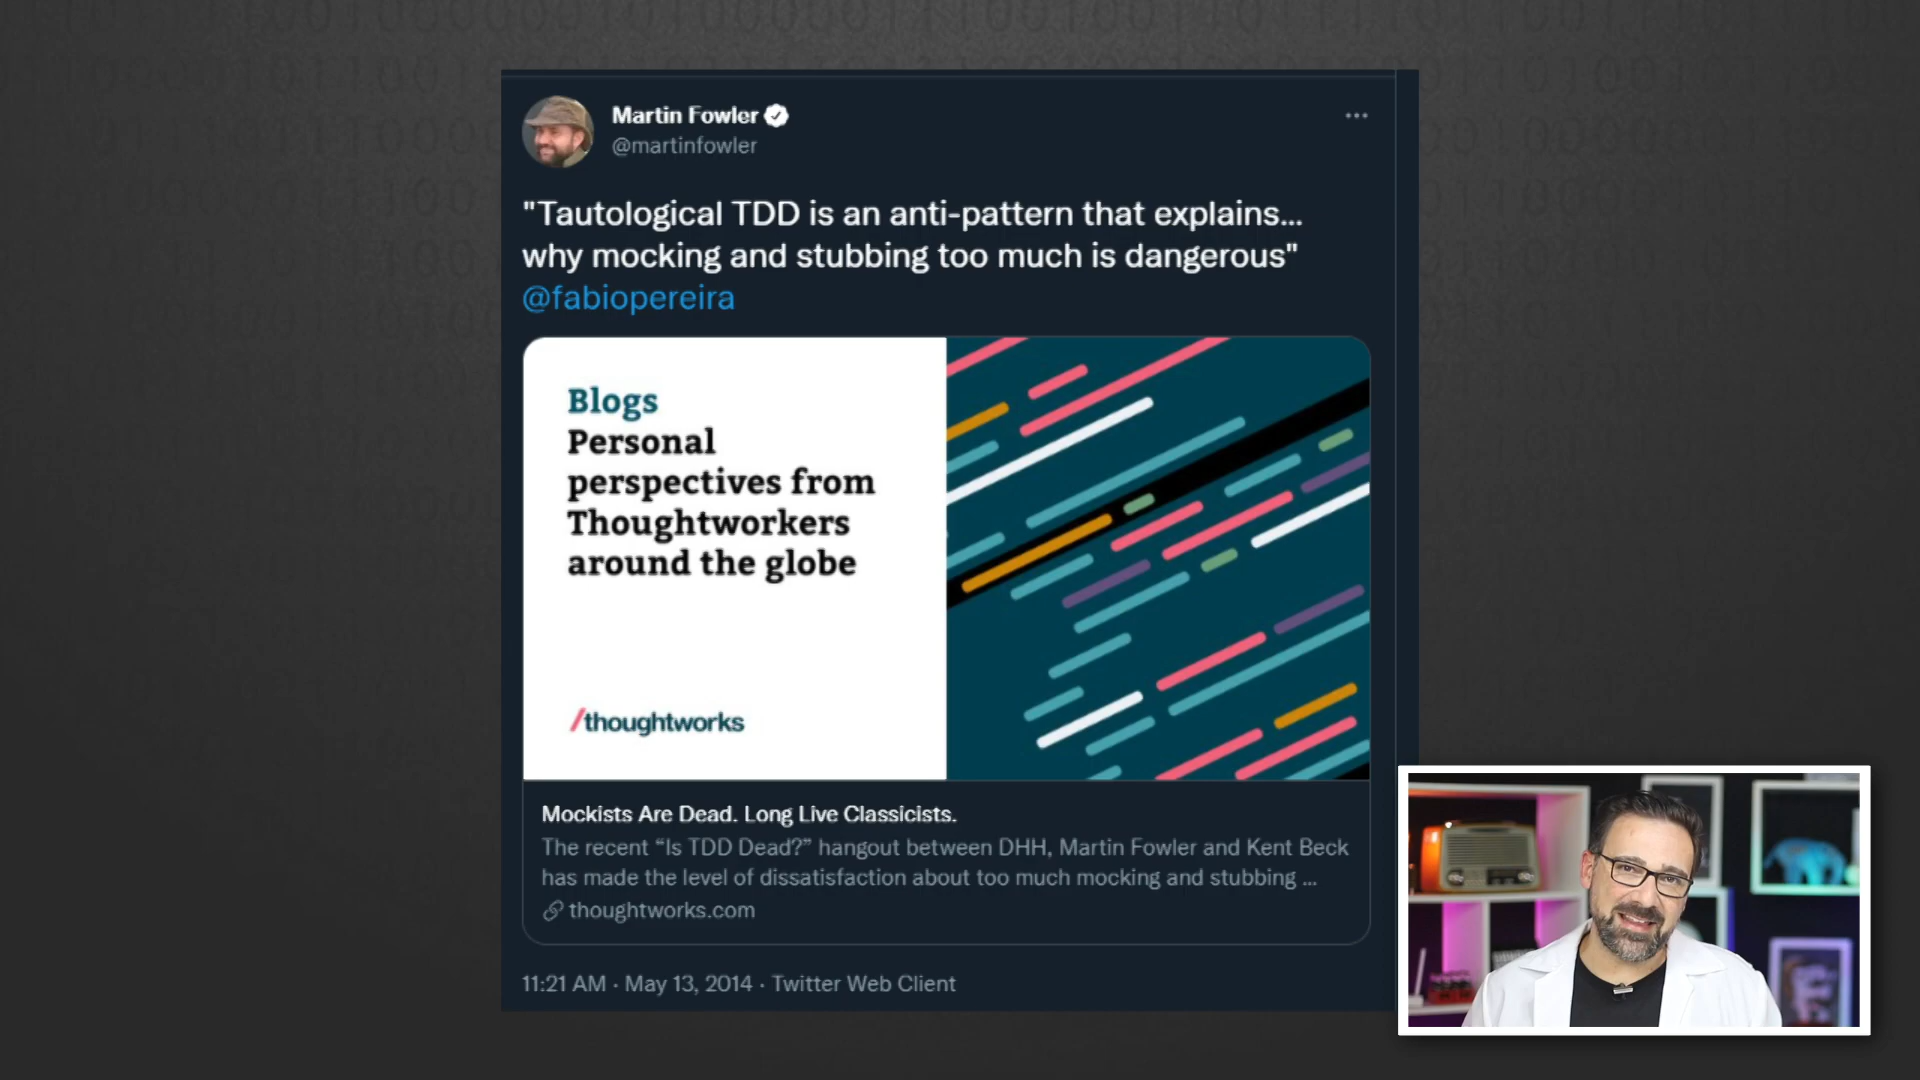 Martin Fowler
@martinfowler
"Tautological TDD is an anti-pattern that explains...
why mocking and stubbing too much is dangerous"
@fabiopereira
Blogs
Personal
perspectives from
Thoughtworkers
around the globe
/thoughtworks
Mockists Are Dead. Long Live Classicists.
The recent “Is TDD Dead?” hangout between DHH, Martin Fowler and Kent Beck
has made the level of dissatisfaction about too much mocking and stubbing ...
thoughtworks.com
11:21 AM · May 13, 2014 · Twitter Web Client